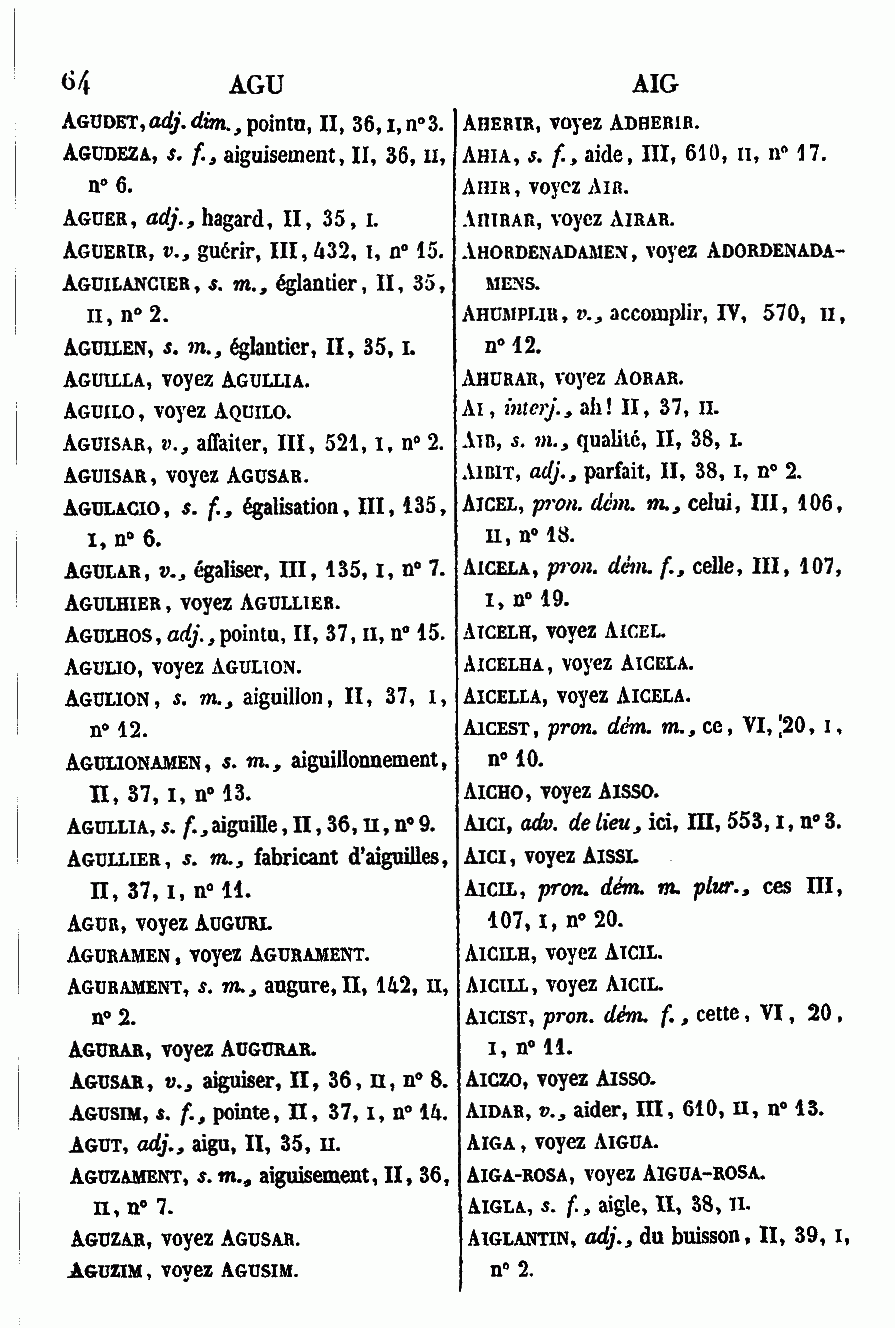 64 AGU AIG
AGUDET, adj. dim., pointu, II, 36, I, n° 3.
AGUDEZA, s. f., aiguisement, II, 36, II,
n° 6.
AGUER, adj., hagard, II, 35, I.
AGUERIR, v., guérir, III, 432, I, n° 15.
AGUILANCIER, s. m., églantier, II, 35,
II, n° 2.
AGUILEN, s. m., églantier, II, 35, I.
AGUILLA, voyez AGULLIA.
AGUILO, voyez AQUILO.
AGUISAR, v., affaiter, III, 521, I, n° 2.
AGUISAR, voyez AGUSAR.
AGULACIO, s. f., égalisation, III, 135,
I, n° 6.
AGULAR, v., égaliser, III, 135, I, n° 7.
AGULHIER, voyez AGULLIER.
AGULHOS, adj., pointu, II, 37, II, n° 15.
AGULIO, voyez AGULION.
AGULION, s. m., aiguillon, II, 37, I,
n° 12.
AGULIONAMEN, s. m., aiguillonnement,
II, 37, I, n° 13.
AGULLIA, s. f., aiguille, II, 36, II, n° 9.
AGULLIER, s. m., fabricant d'aiguilles,
II, 37, I, n° 11.
AGUR, voyez AUGURI.
AGURAMEN, voyez AGURAMENT.
AGURAMENT, s. m., augure, II, 142, II,
n° 2.
AGURAR, voyez AUGURAR.
AGUSAR, v., aiguiser, II, 36, II, n° 8.
AGUSIM, s. f., pointe, II, 37, I, n° 14.
AGUT, adj., aigu, II, 35, II.
AGUZAMENT, s. m., aiguisement, II, 36,
II, n° 7.
AGUZAR, voyez AGUSAR.
AGUZIM, voyez AGUSIM.
AHERIR, voyez ADHERIR.
AHIA, s. f., aide, III, 610, II, n° 17.
AHIR, voyez AIR.
AHIRAR, voyez AIRAR.
AHORDENADAMEN, voyez ADORDENADA-
MENS.
AHUMPLIR, v., accomplir, IV, 570, II,
n° 12.
AHURAR, voyez AORAR.
AI, interj., ah! II, 37, II.
AIB, s. m., qualité, II, 38, I.
AIBIT, adj., parfait, II, 38, I, n° 2.
AICEL, pron. dém. m., celui, III, 106,
II, n° 18.
AICELA, pron. dém. f., celle, III, 107,
I, n° 19.
AICELH, voyez AICEL.
AICELHA, voyez AICELA.
AICELLA, voyez AICELA.
AICEST, pron. dém. m., ce, VI, 20, I,
n° 10.
AICHO, voyez AISSO.
AICI, adv. de lieu, ici, III, 553, I, n° 3.
AICI, voyez AISSI.
AICIL, pron. dém. m. plur., ces III,
107, I, n° 20.
AICILH, voyez AICIL.
AICILL, voyez AICIL.
AICIST, pron. dém. f., cette, VI, 20,
I, n° 11.
AICZO, voyez AISSO.
AIDAR, v., aider, III, 610, II, n° 13.
AIGA, voyez AIGUA.
AIGA-ROSA, voyez AIGUA-ROSA.
AIGLA, s. f., aigle, II, 38, II.
AIGLANTIN, adj., du buisson, II, 39, I,
n° 2.